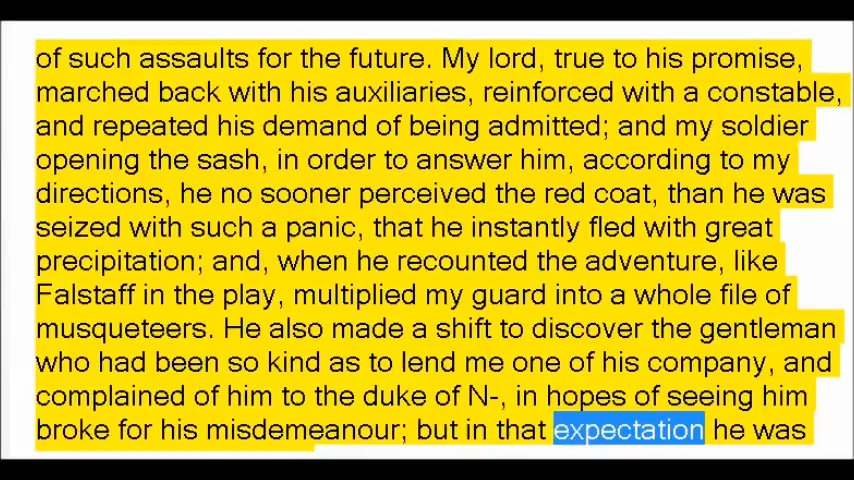 of such assaults for the future. My lord, true to his promise,
marched back with his auxiliaries, reinforced with a constable,
and repeated his demand of being admitted; and my soldier
opening the sash, in order to answer him, according to my
directions, he no sooner perceived the red coat, than he was
seized with such a panic, that he instantly fled with great
precipitation; and, when he recounted the adventure, like
Falstaff in the play, multiplied my guard into a whole file of
musqueteers. He also made a shift to discover the gentleman
who had been so kind as to lend me one of his company, and
complained of him to the duke of N-, in hopes of seeing him
broke for his misdemeanour; but in that expectation he was